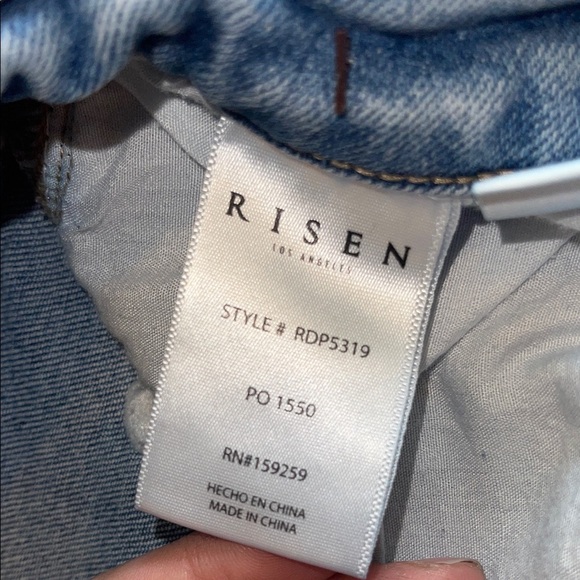 RISEN
LOS ANGELES
STYLE # RDP5319
PO 1550
RN#159259
HECHO EN CHINA
MADE IN CHINA